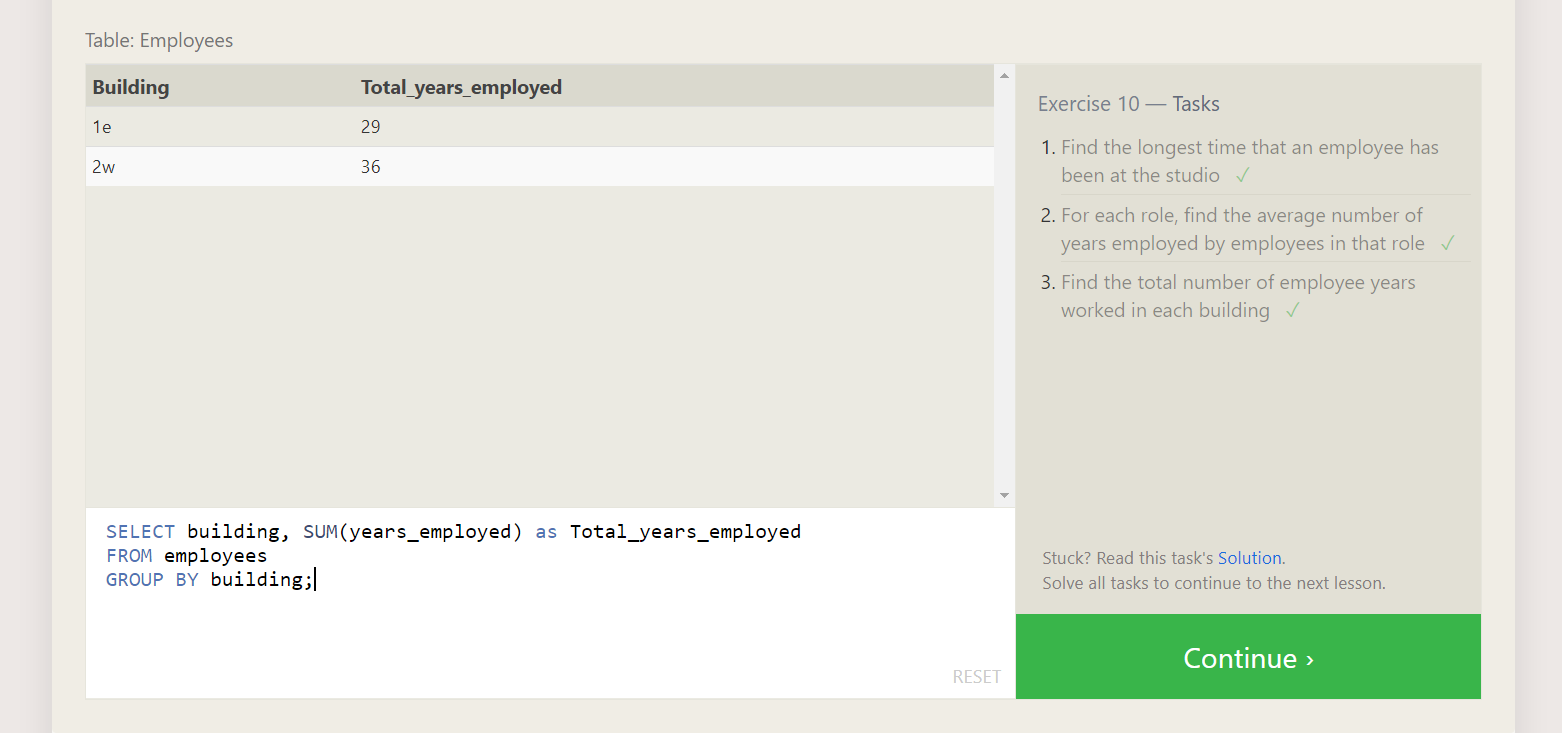 Table: Employees
Building Total_years_employed
1e 29
2w 36
SELECT building, SUM(years_employed) as Total_years_employed
FROM employees
GROUP BY building;
RESET
Exercise 10 — Tasks
1. Find the longest time that an employee has
been at the studio ✓
2. For each role, find the average number of
years employed by employees in that role ✓
3. Find the total number of employee years
worked in each building ✓
Stuck? Read this task's Solution.
Solve all tasks to continue to the next lesson.
Continue ›